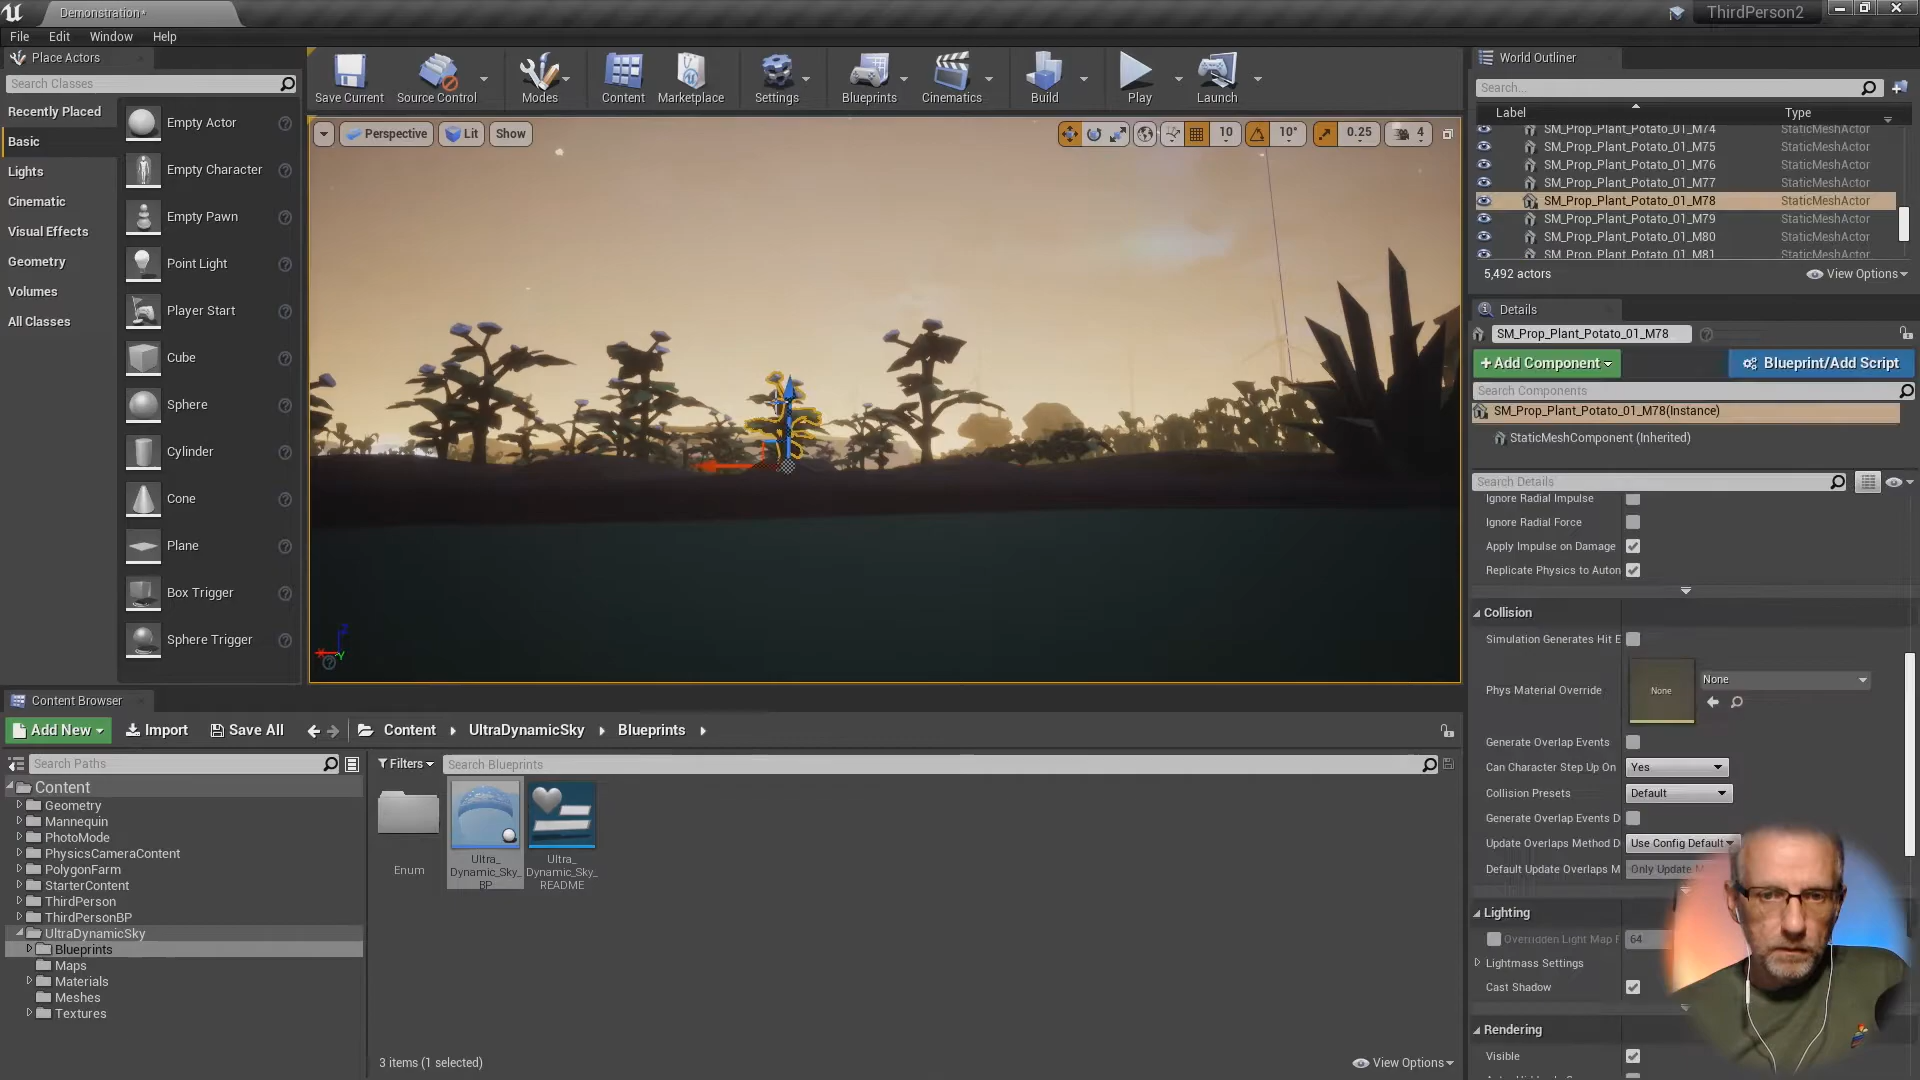 Demonstration*
ThirdPerson2
File Edit Window Help
Place Actors
Search Classes
Recently Placed
Basic
Lights
Cinematic
Visual Effects
Geometry
Volumes
All Classes
Empty Actor
Empty Character
Empty Pawn
Point Light
Player Start
Cube
Sphere
Cylinder
Cone
Plane
Box Trigger
Sphere Trigger
Save Current Source Control Modes Content Marketplace Settings Blueprints Cinematics Build Play Launch
Perspective Lit Show 10 10° 0.25 4
World Outliner
Search...
Label Type
SM_Prop_Plant_Potato_01_M74 StaticMeshActor
SM_Prop_Plant_Potato_01_M75 StaticMeshActor
SM_Prop_Plant_Potato_01_M76 StaticMeshActor
SM_Prop_Plant_Potato_01_M77 StaticMeshActor
SM_Prop_Plant_Potato_01_M78 StaticMeshActor
SM_Prop_Plant_Potato_01_M79 StaticMeshActor
SM_Prop_Plant_Potato_01_M80 StaticMeshActor
SM_Prop_Plant_Potato_01_M81 StaticMeshActor
5,492 actors View Options
Details
SM_Prop_Plant_Potato_01_M78
+Add Component Blueprint/Add Script
Search Components
SM_Prop_Plant_Potato_01_M78(Instance)
StaticMeshComponent (Inherited)
Search Details
Ignore Radial Impulse
Ignore Radial Force
Apply Impulse on Damage
Replicate Physics to Auton
Collision
Simulation Generates Hit E
Phys Material Override None None
Generate Overlap Events
Can Character Step Up On Yes
Collision Presets Default
Generate Overlap Events D
Update Overlaps Method D Use Config Default
Default Update Overlaps M Only Update M
Lighting
Overridden Light Map R 64
Lightmass Settings
Cast Shadow
Rendering
Visible
Z
X
Y
Content Browser
Add New Import Save All Content UltraDynamicSky Blueprints
Search Paths
Filters Search Blueprints
Content
Geometry
Mannequin
PhotoMode
PhysicsCameraContent
PolygonFarm
StarterContent
ThirdPerson
ThirdPersonBP
UltraDynamicSky
Blueprints
Maps
Materials
Meshes
Textures
Enum
Ultra_
Dynamic_Sky_
BP
Ultra_
Dynamic_Sky_
README
3 items (1 selected) View Options